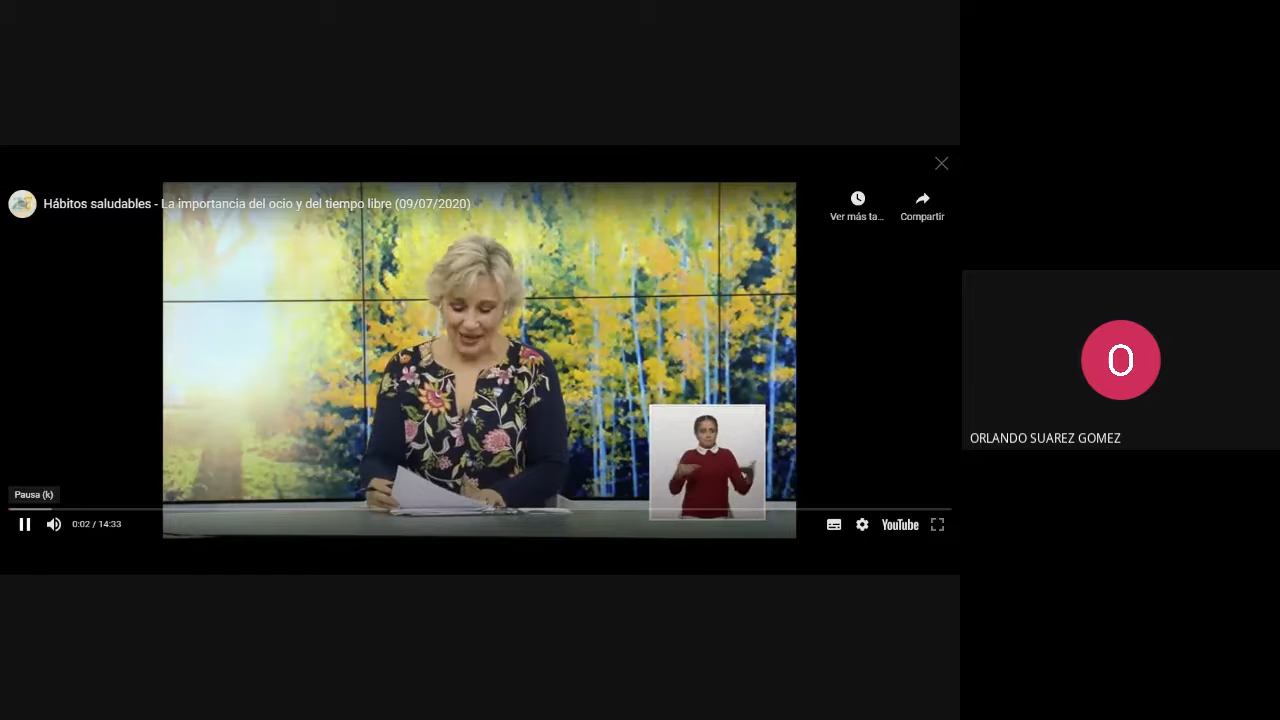 Hábitos saludables - La importancia del ocio y del tiempo libre (09/07/2020)
Ver más ta...
Compartir
ORLANDO SUAREZ GOMEZ
O
Pausa (k)
0:02 / 14:33
YouTube